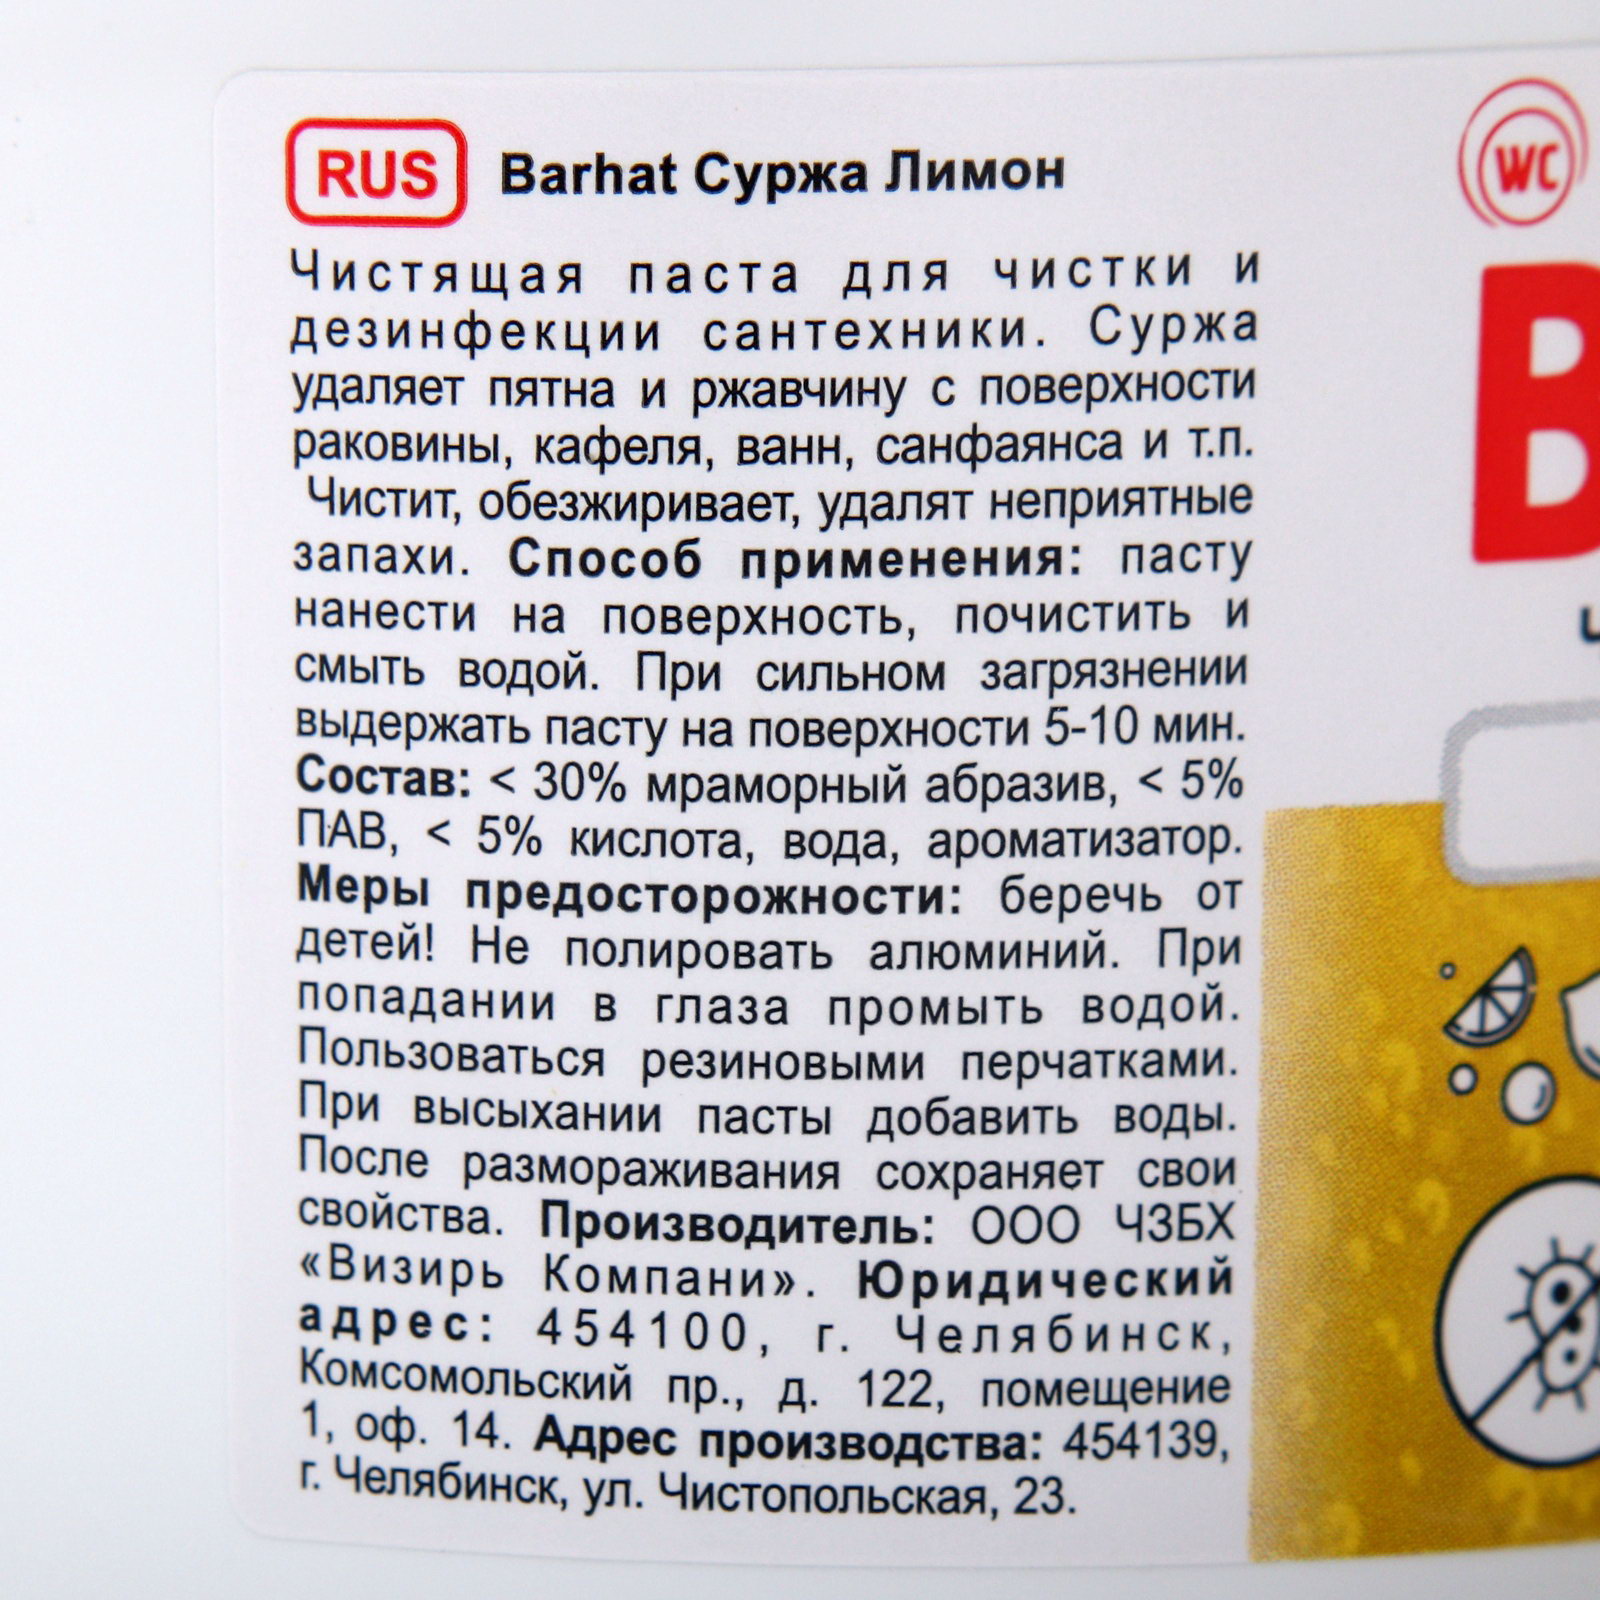 RUS Barhat Суржа Лимон
Чистящая паста для чистки и
дезинфекции сантехники. Суржа
удаляет пятна и ржавчину с поверхности
раковины, кафеля, ванн, санфаянса и т.п.
Чистит, обезжиривает, удалят неприятные
запахи. Способ применения: пасту
нанести на поверхность, почистить и
смыть водой. При сильном загрязнении
выдержать пасту на поверхности 5-10 мин.
Состав: < 30% мраморный абразив, < 5%
ПАВ, < 5% кислота, вода, ароматизатор.
Меры предосторожности: беречь от
детей! Не полировать алюминий. При
попадании в глаза промыть водой.
Пользоваться резиновыми перчатками.
При высыхании пасты добавить воды.
После размораживания сохраняет свои
свойства. Производитель: ООО ЧЗБХ
«Визирь Компани». Юридический
адрес: 454100, г. Челябинск,
Комсомольский пр., д. 122, помещение
1, оф. 14. Адрес производства: 454139,
г. Челябинск, ул. Чистопольская, 23.
WC